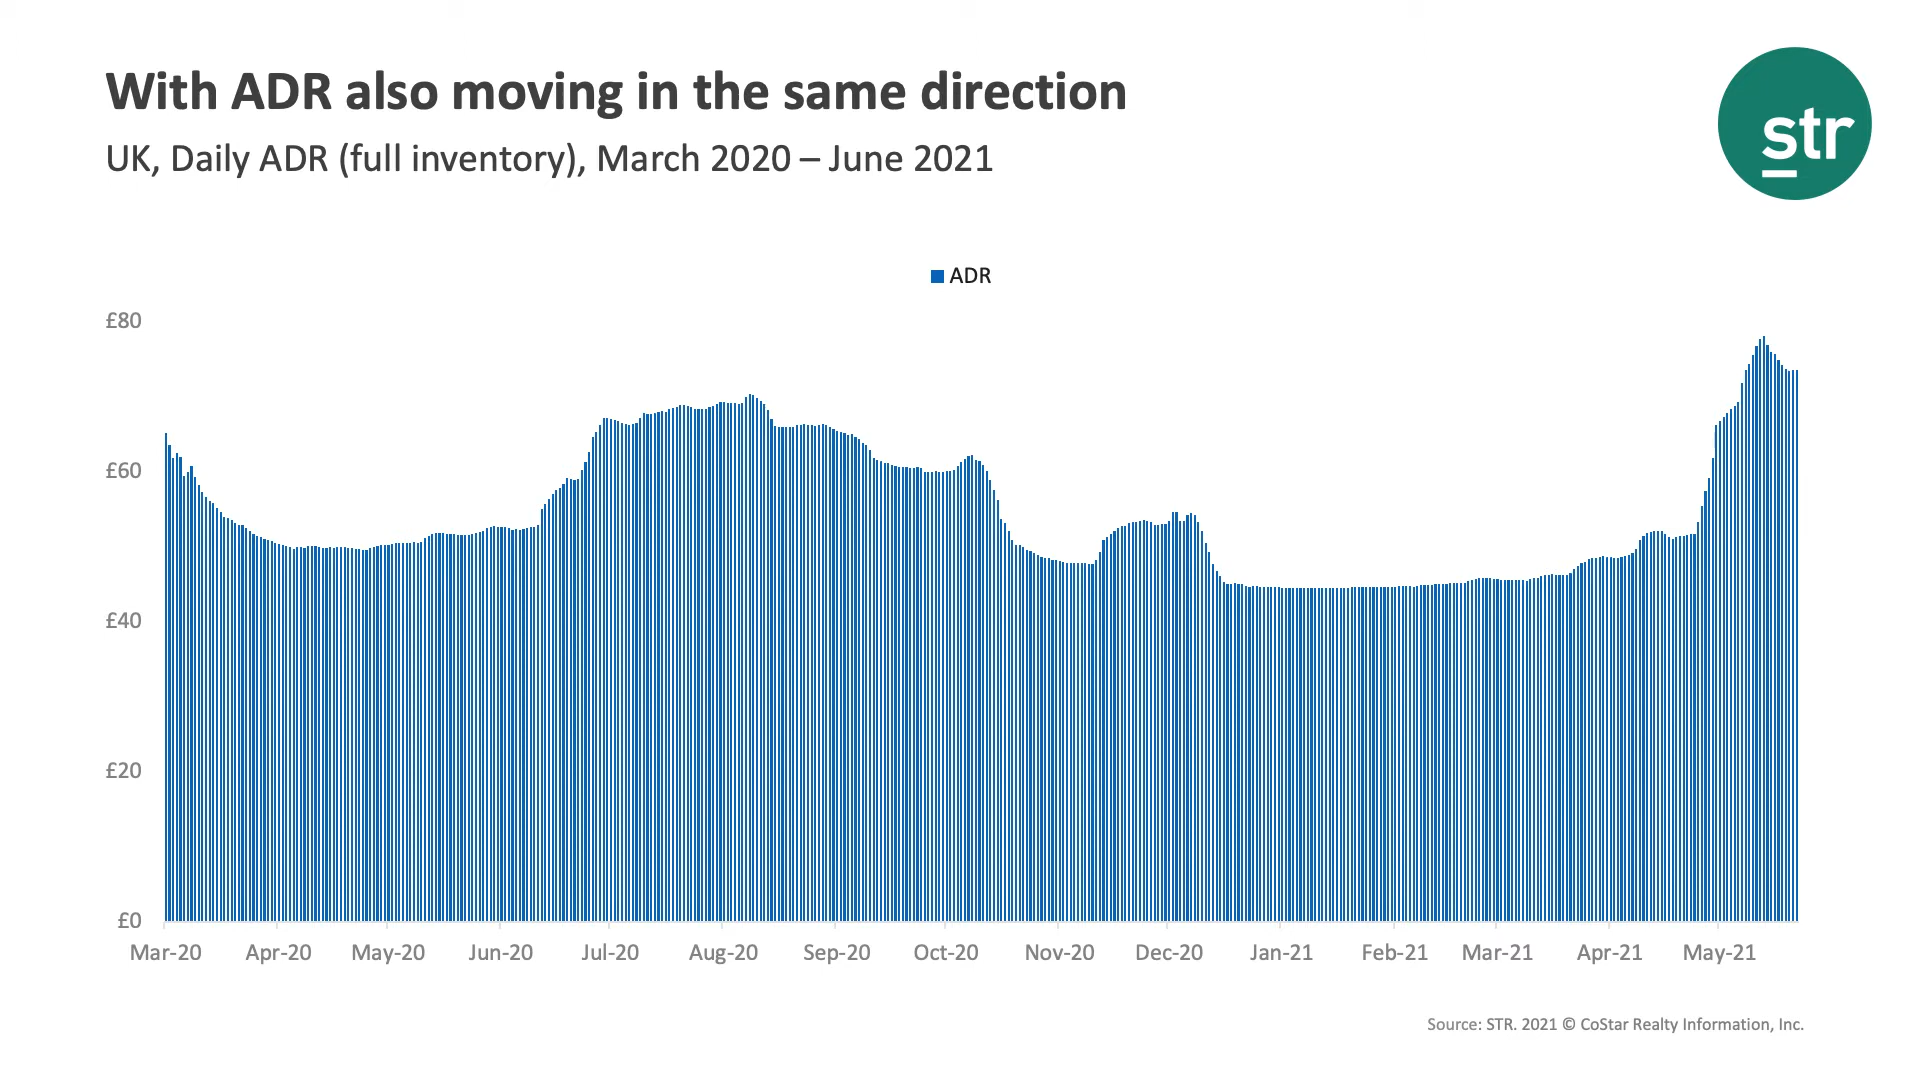 With ADR also moving in the same direction
UK, Daily ADR (full inventory), March 2020 – June 2021
str
ADR
£80
£60
£40
£20
£0
Mar-20 Apr-20 May-20 Jun-20 Jul-20 Aug-20 Sep-20 Oct-20 Nov-20 Dec-20 Jan-21 Feb-21 Mar-21 Apr-21 May-21
Source: STR. 2021 © CoStar Realty Information, Inc.